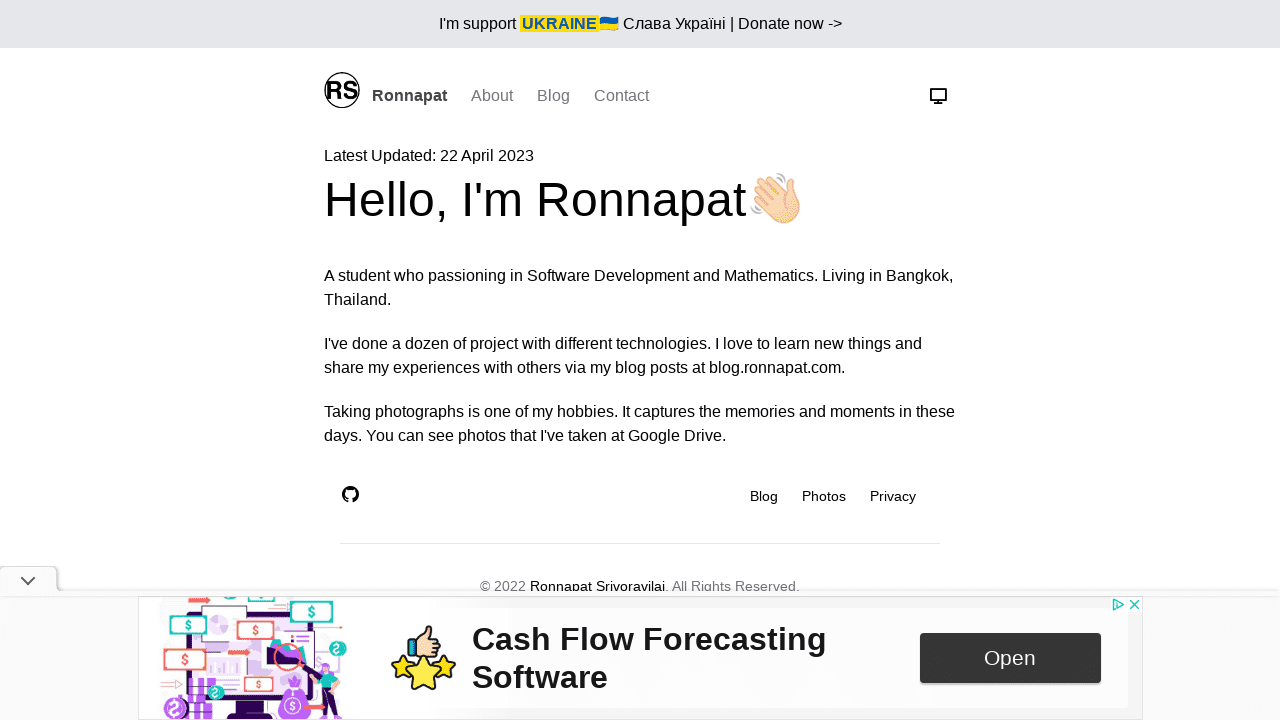 I'm support UKRAINE🇺🇦 Слава Україні | Donate now ->
RS Ronnapat About Blog Contact
Latest Updated: 22 April 2023
Hello, I'm Ronnapat👋🏻
A student who passioning in Software Development and Mathematics. Living in Bangkok,
Thailand.
I've done a dozen of project with different technologies. I love to learn new things and
share my experiences with others via my blog posts at blog.ronnapat.com.
Taking photographs is one of my hobbies. It captures the memories and moments in these
days. You can see photos that I've taken at Google Drive.
Blog Photos Privacy
© 2022 Ronnapat Srivoravilai. All Rights Reserved.
Cash Flow Forecasting
Software
Open